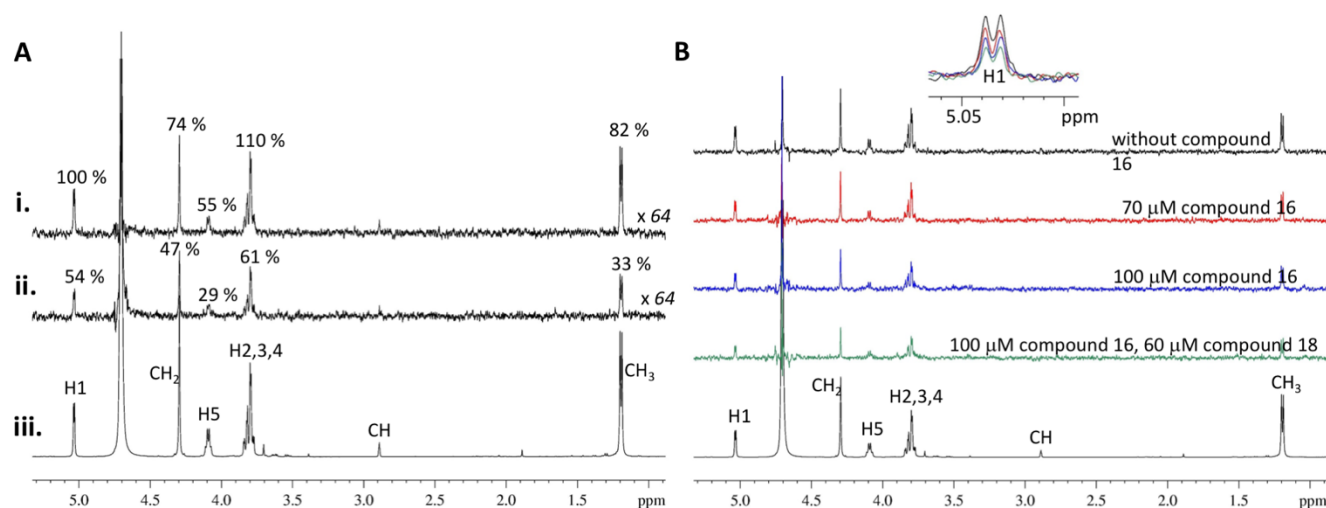 A
74 %
110 %
82 %
100 %
55 %
i.
x 64
47 %
61 %
33 %
54 %
29 %
ii.
x 64
H2,3,4
H1
CH2
CH3
H5
iii.
CH
5.0
4.5
4.0
3.5
3.0
2.5
2.0
1.5
ppm
B
H1
5.05
ppm
without compound
16
70 µM compound 16
100 µM compound 16
100 µM compound 16, 60 µM compound 18
CH2
CH3
H2,3,4
H1
H5
CH
5.0
4.5
4.0
3.5
3.0
2.5
2.0
1.5
ppm